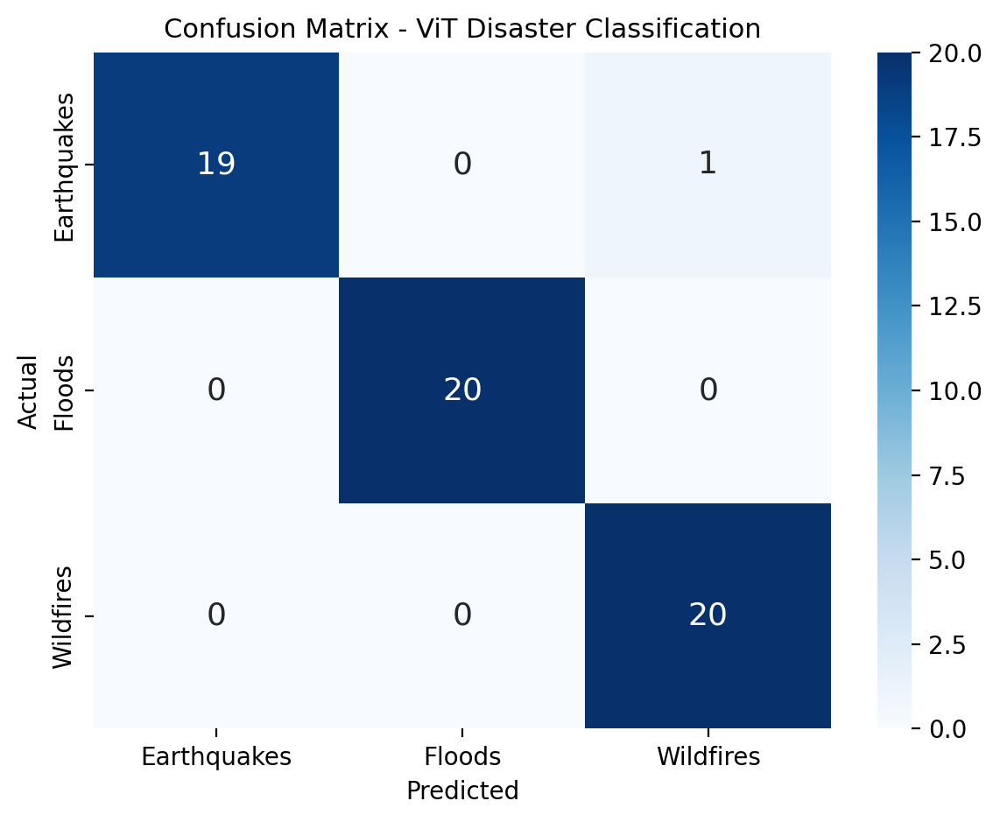 Confusion Matrix - ViT Disaster Classification
Actual
Earthquakes
19 0 1
Floods
0 20 0
Wildfires
0 0 20
Earthquakes Floods Wildfires
Predicted
20.0
17.5
15.0
12.5
10.0
7.5
5.0
2.5
0.0